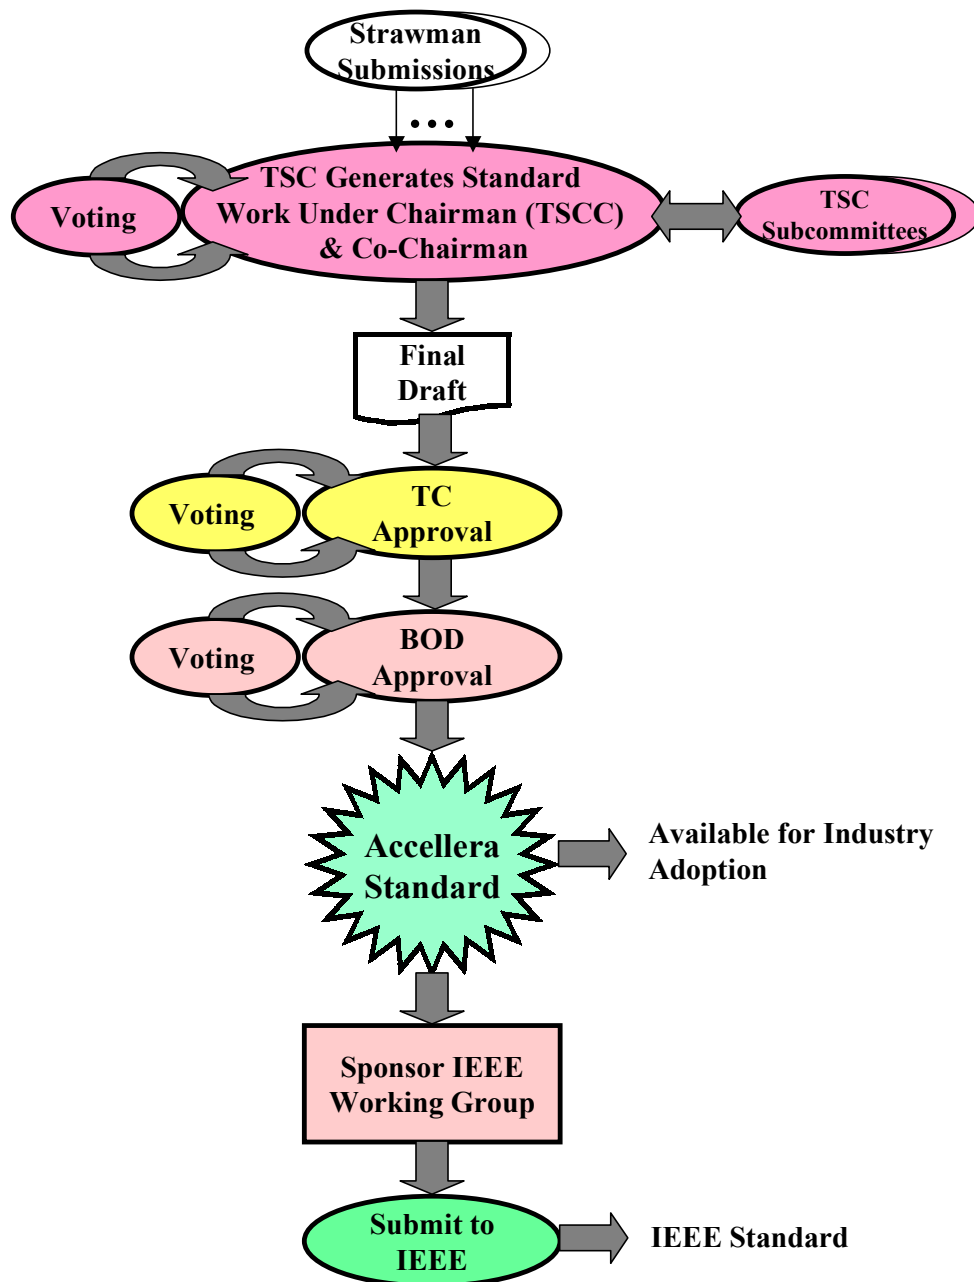 Strawman
Submissions
...
TSC Generates Standard
Work Under Chairman (TSCC)
& Co-Chairman
Voting
TSC
Subcommittees
Final
Draft
Voting
TC
Approval
Voting
BOD
Approval
Accellera
Standard
Available for Industry
Adoption
Sponsor IEEE
Working Group
Submit to
IEEE
IEEE Standard